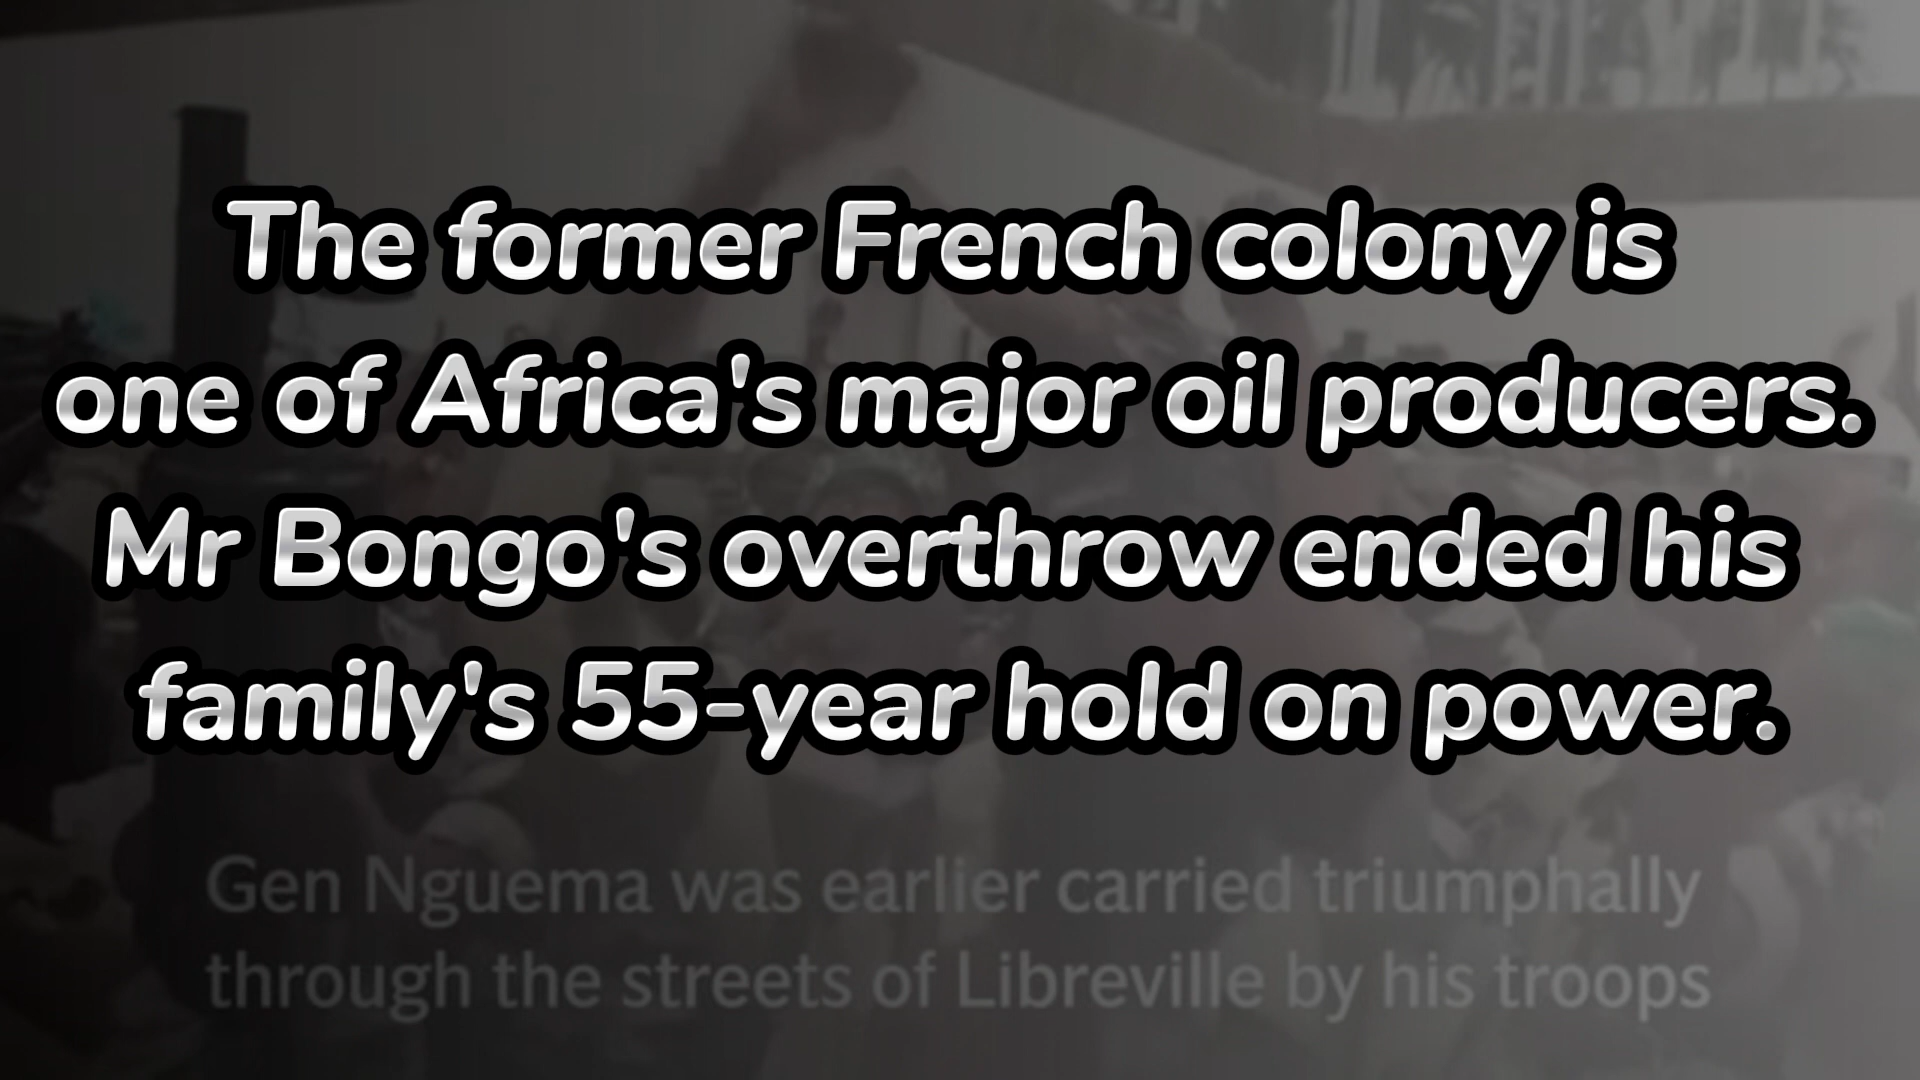 The former French colony is
one of Africa's major oil producers.
Mr Bongo's overthrow ended his
family's 55-year hold on power.
Gen Nguema was earlier carried triumphally
through the streets of Libreville by his troops